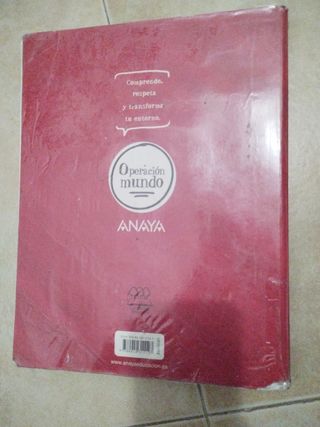 Comprende,
respeta
y transforma
tu entorno.
Operación
mundo
ANAYA
www.anayaeducacion.es